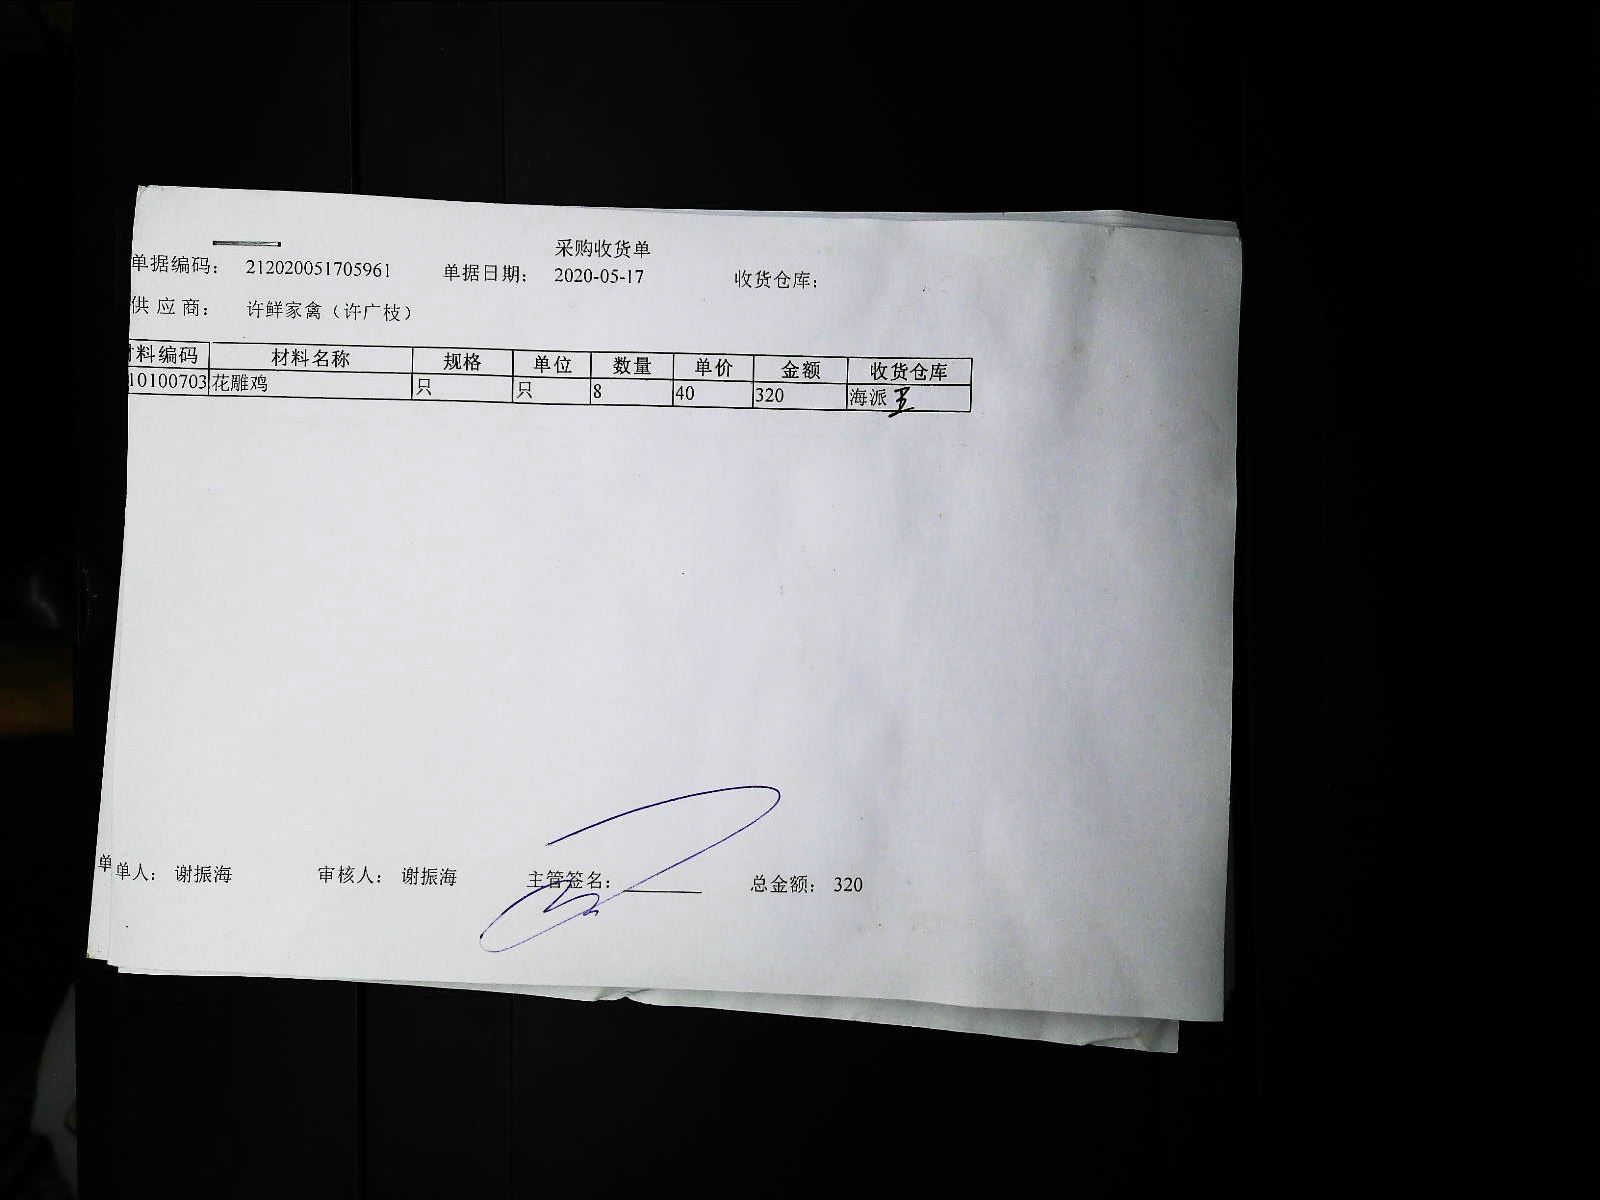 采购收货单
单据编码： 212020051705961 单据日期： 2020-05-17 收货仓库：
供 应 商： 许鲜家禽（许广枝）
材料编码 材料名称 规格 单位 数量 单价 金额 收货仓库
10100703 花雕鸡 只 只 8 40 320 海派
单人： 谢振海 审核人： 谢振海 主管签名： 总金额： 320